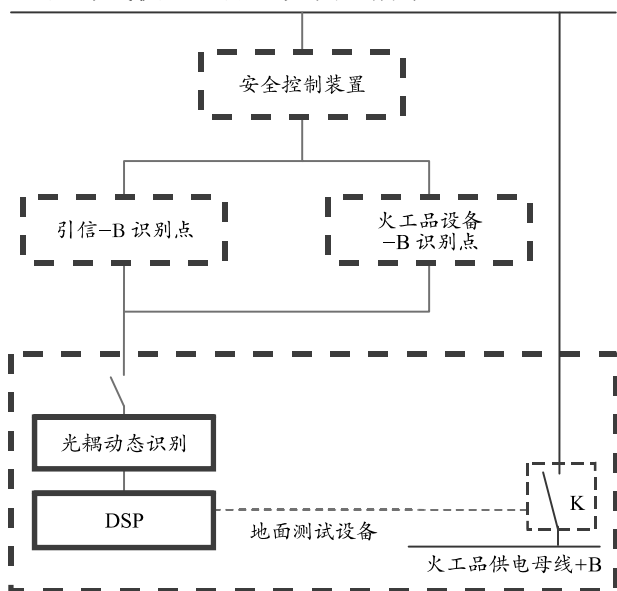 安全控制装置
引信-B 识别点
火工品设备
-B 识别点
光耦动态识别
DSP
K
地面测试设备
火工品供电母线+B